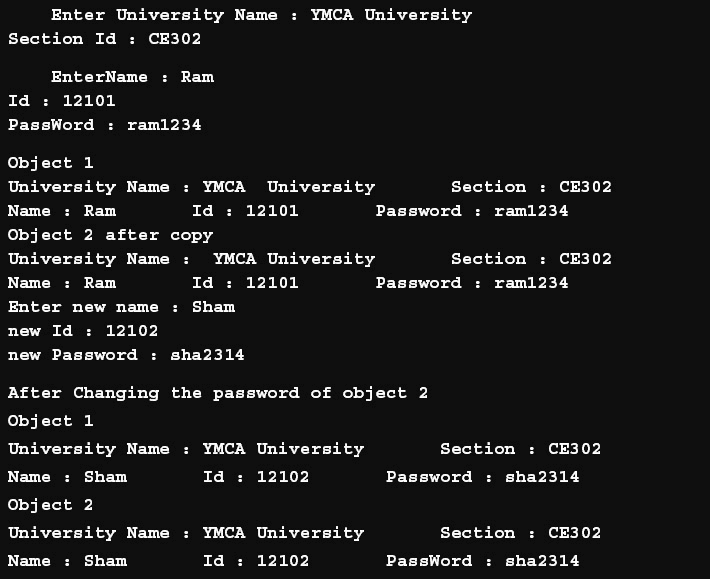 Enter University Name : YMCA University
Section Id : CE302
EnterName : Ram
Id : 12101
PassWord : ram1234
Object 1
University Name : YMCA University Section : CE302
Name : Ram Id : 12101 Password : ram1234
Object 2 after copy
University Name : YMCA University Section : CE302
Name : Ram Id : 12101 Password : ram1234
Enter new name : Sham
new Id : 12102
new Password : sha2314
After Changing the password of object 2
Object 1
University Name : YMCA University Section : CE302
Name : Sham Id : 12102 Password : sha2314
Object 2
University Name : YMCA University Section : CE302
Name : Sham Id : 12102 PassWord : sha2314